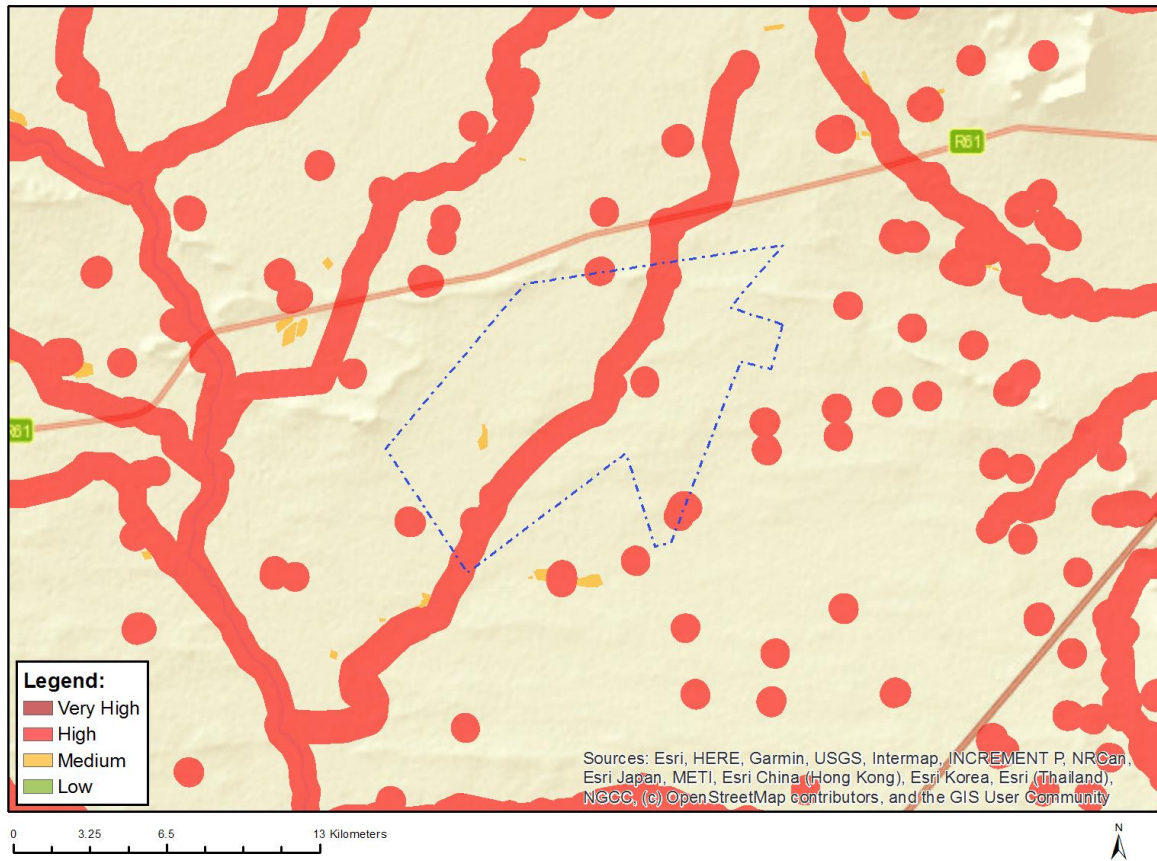 R61
R61
Legend:
Very High
High
Medium
Low
Sources: Esri, HERE, Garmin, USGS, Intermap, INCREMENT P, NRCan,
Esri Japan, METI, Esri China (Hong Kong), Esri Korea, Esri (Thailand),
NGCC, (c) OpenStreetMap contributors, and the GIS User Community
0 3.25 6.5 13 Kilometers
N